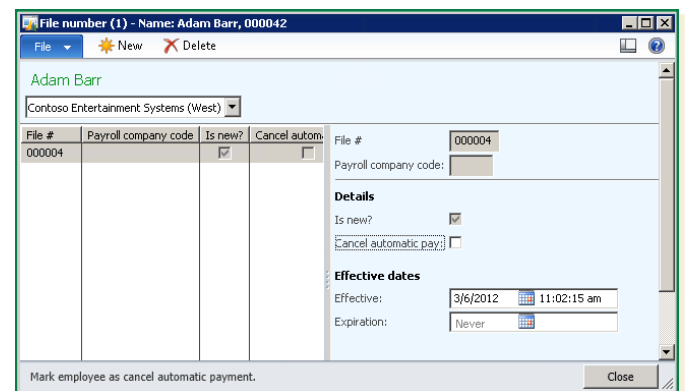 File number (1) - Name: Adam Barr, 000042
File New Delete
Adam Barr
Contoso Entertainment Systems (West)
File # Payroll company code Is new? Cancel autom
000004
File # 000004
Payroll company code:
Details
Is new?
Cancel automatic pay:
Effective dates
Effective: 3/6/2012 11:02:15 am
Expiration: Never
Mark employee as cancel automatic payment.
Close